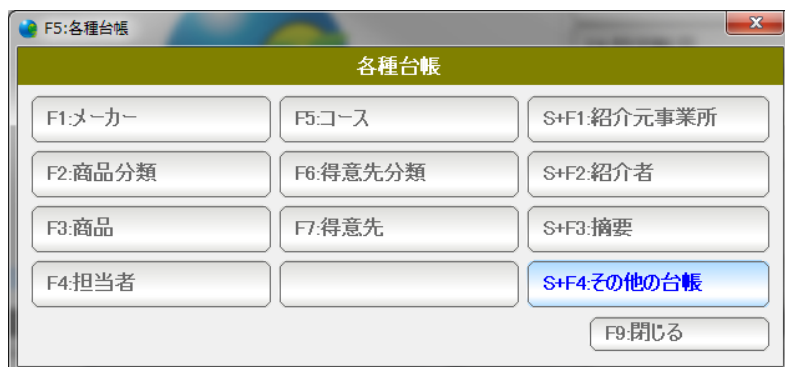 F5:各種台帳
各種台帳
F1:メーカー
F5:コース
S+F1:紹介元事業所
F2:商品分類
F6:得意先分類
S+F2:紹介者
F3:商品
F7:得意先
S+F3:摘要
F4:担当者
S+F4:その他の台帳
F9:閉じる